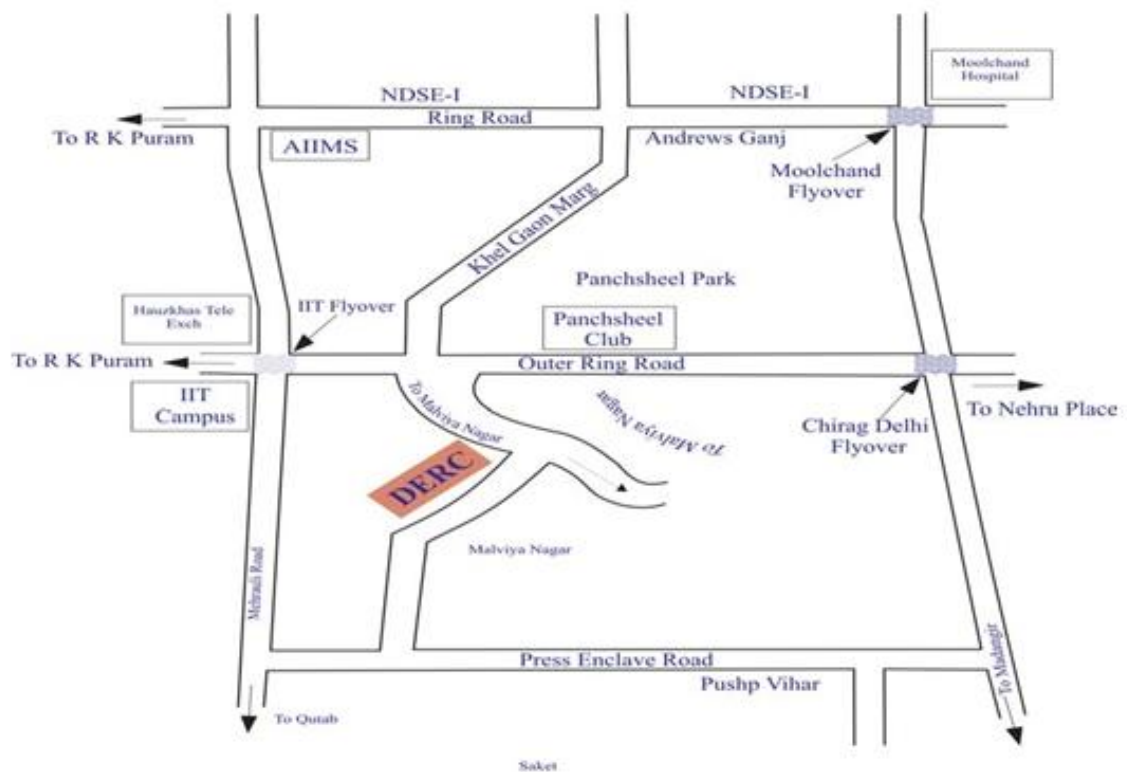 Moolchand
Hospital
NDSE-I
NDSE-I
Ring Road
To R K Puram
AIIMS
Andrews Ganj
Moolchand
Flyover
Khel Gaon Marg
Panchsheel Park
Hauzkhas Tele
Exch
IIT Flyover
Panchsheel
Club
To R K Puram
Outer Ring Road
IIT
Campus
To Malviya Nagar
To Malviya Nagar
To Nehru Place
Chirag Delhi
Flyover
DERC
Malviya Nagar
Mehrauli Road
Press Enclave Road
To Madangir
Pushp Vihar
To Qutab
Saket